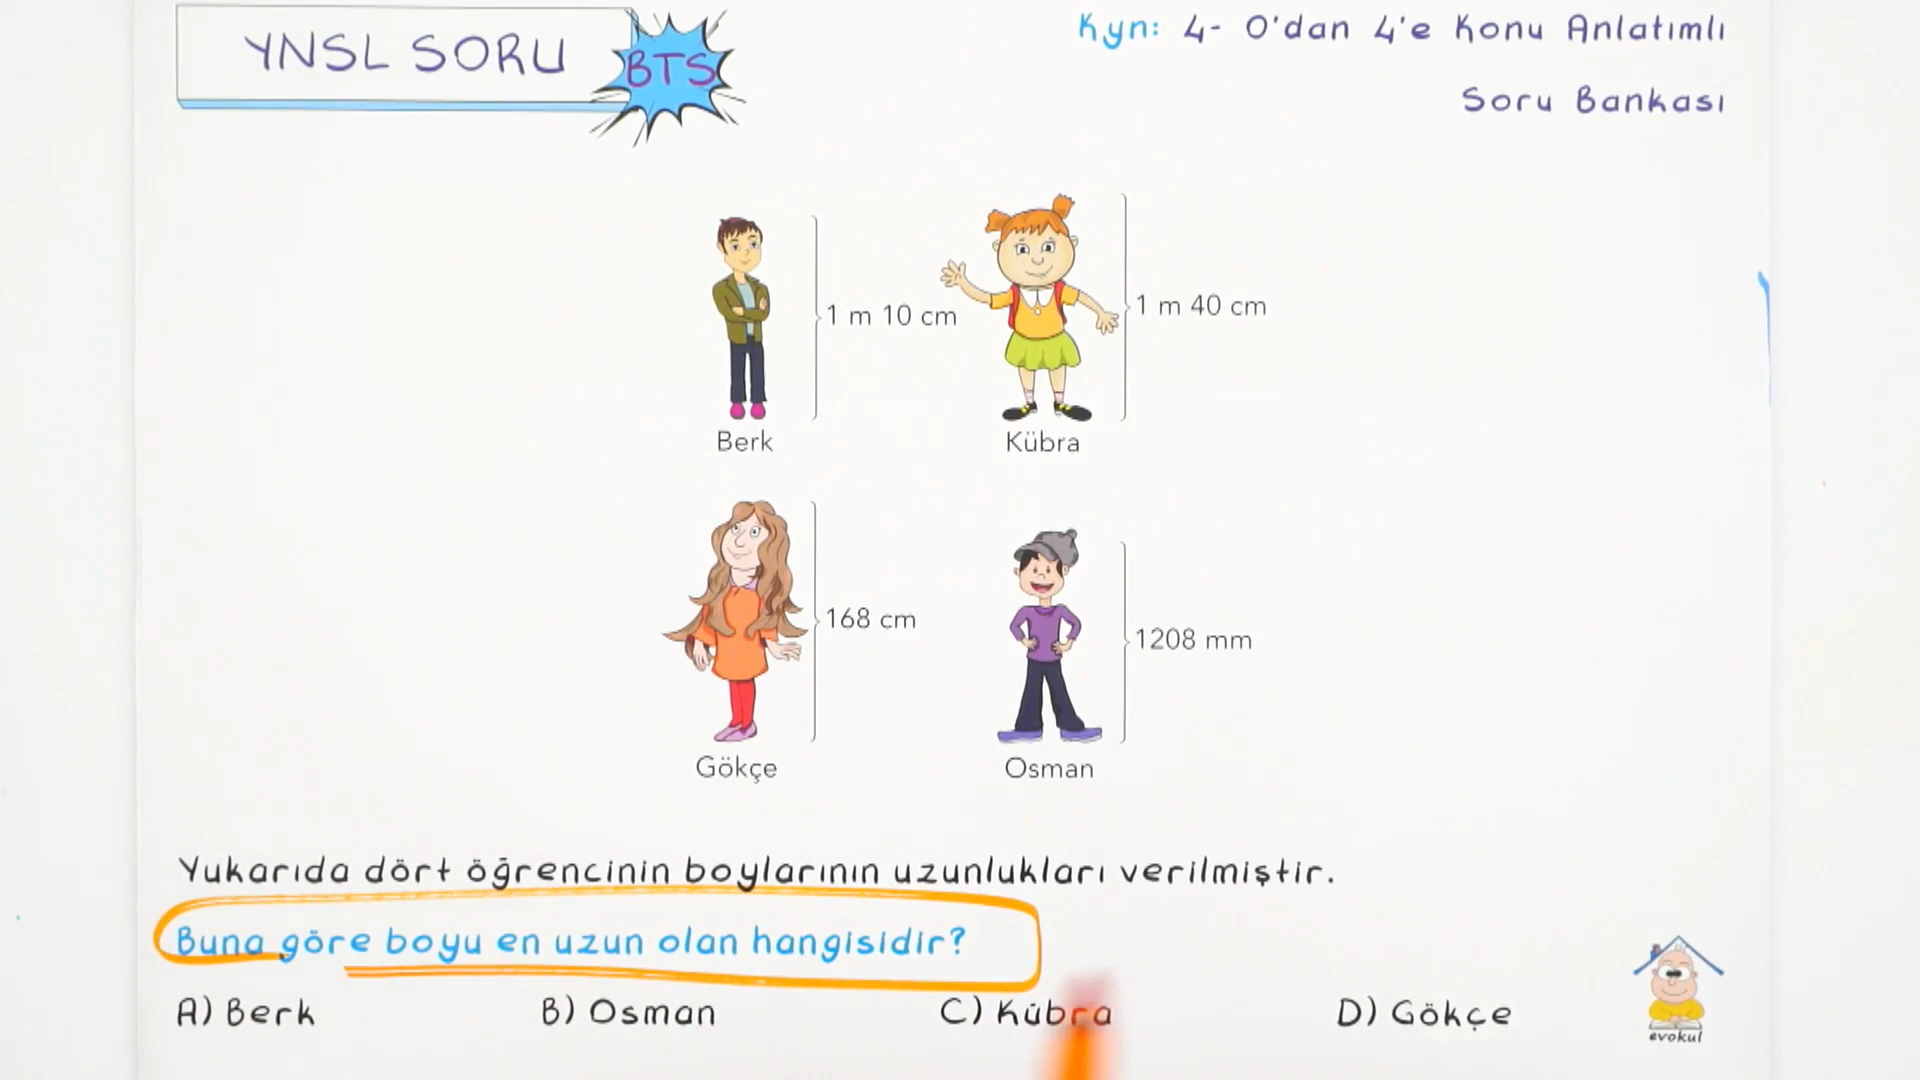 YNSL SORU
BTS
Kyn: 4- 0'dan 4'e Konu Anlatımlı
Soru Bankası
1 m 10 cm
1 m 40 cm
Berk
Kübra
168 cm
1208 mm
Gökçe
Osman
Yukarıda dört öğrencinin boylarının uzunlukları verilmiştir.
Buna göre boyu en uzun olan hangisidir?
A) Berk
B) Osman
C) Kübra
D) Gökçe
evokul